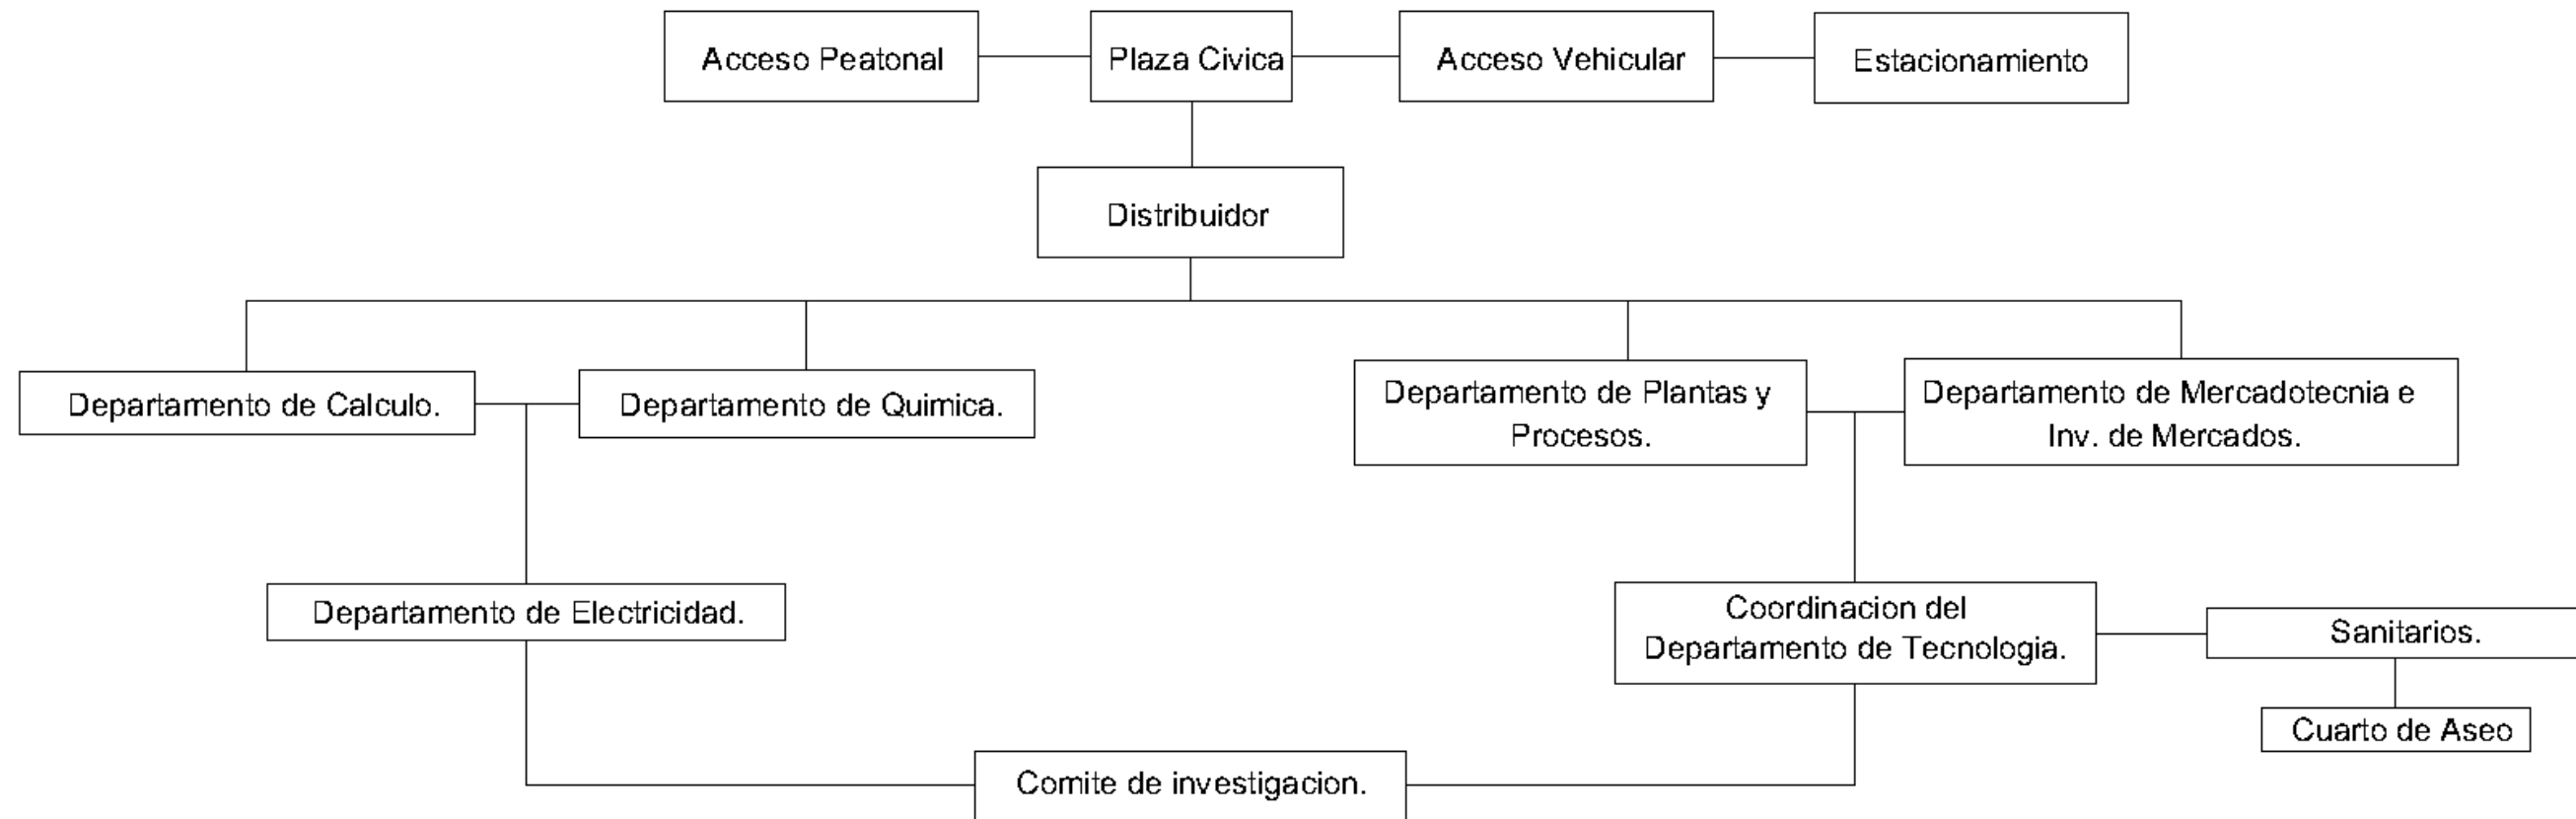 Acceso Peatonal
Plaza Civica
Acceso Vehicular
Estacionamiento
Distribuidor
Departamento de Calculo.
Departamento de Quimica.
Departamento de Plantas y
Procesos.
Departamento de Mercadotecnia e
Inv. de Mercados.
Departamento de Electricidad.
Coordinacion del
Departamento de Tecnologia.
Sanitarios.
Cuarto de Aseo
Comite de investigacion.